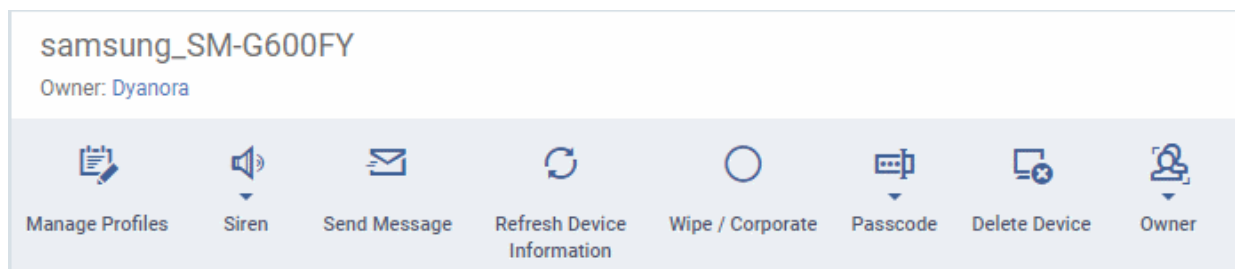 samsung_SM-G600FY
Owner: Dyanora
Manage Profiles
Siren
Send Message
Refresh Device
Information
Wipe / Corporate
Passcode
Delete Device
Owner